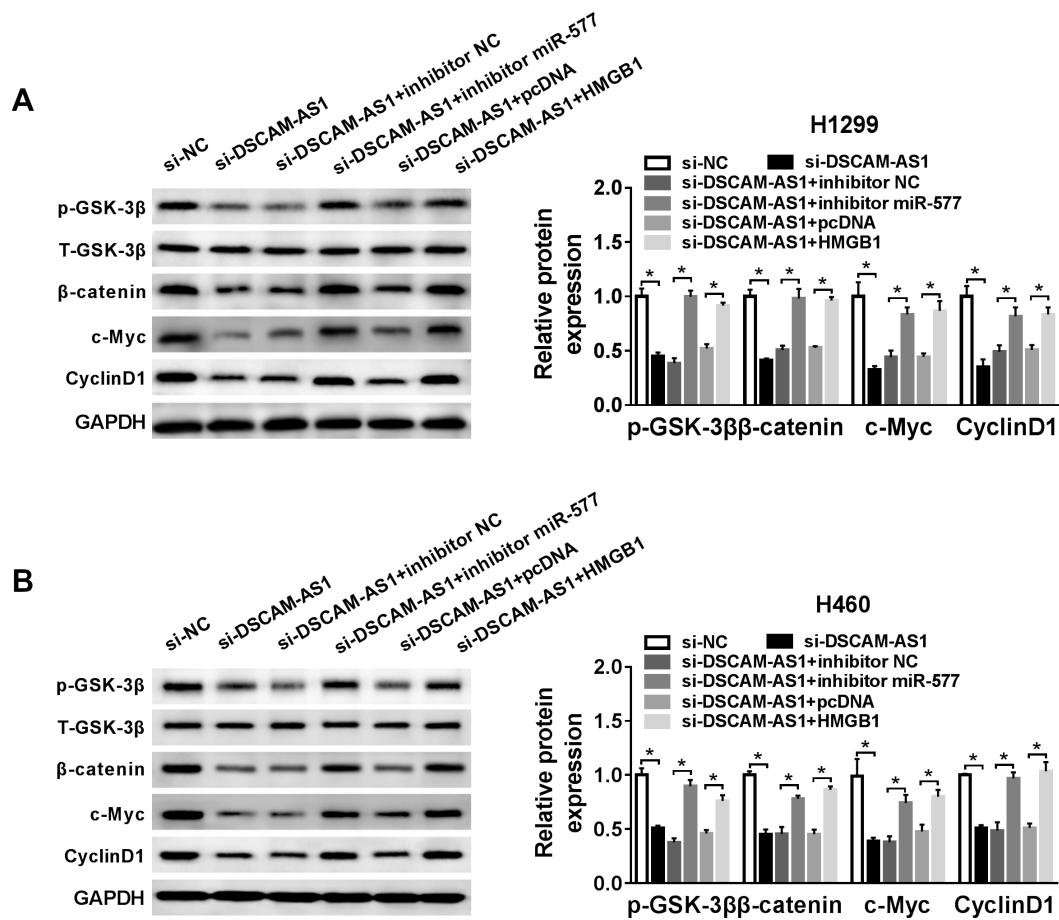 A
si-NC
si-DSCAM-AS1
si-DSCAM-AS1+inhibitor NC
si-DSCAM-AS1+inhibitor miR-577
si-DSCAM-AS1+pcDNA
si-DSCAM-AS1+HMGB1
p-GSK-3β
T-GSK-3β
β-catenin
c-Myc
CyclinD1
GAPDH
H1299
si-NC
si-DSCAM-AS1
si-DSCAM-AS1+inhibitor NC
si-DSCAM-AS1+inhibitor miR-577
si-DSCAM-AS1+pcDNA
si-DSCAM-AS1+HMGB1
Relative protein
expression
2.0
1.5
1.0
0.5
0.0
* * * * * * * * * * * *
p-GSK-3ββ-catenin c-Myc CyclinD1
B
si-NC
si-DSCAM-AS1
si-DSCAM-AS1+inhibitor NC
si-DSCAM-AS1+inhibitor miR-577
si-DSCAM-AS1+pcDNA
si-DSCAM-AS1+HMGB1
p-GSK-3β
T-GSK-3β
β-catenin
c-Myc
CyclinD1
GAPDH
H460
si-NC
si-DSCAM-AS1
si-DSCAM-AS1+inhibitor NC
si-DSCAM-AS1+inhibitor miR-577
si-DSCAM-AS1+pcDNA
si-DSCAM-AS1+HMGB1
Relative protein
expression
2.0
1.5
1.0
0.5
0.0
* * * * * * * * * * * *
p-GSK-3ββ-catenin c-Myc CyclinD1